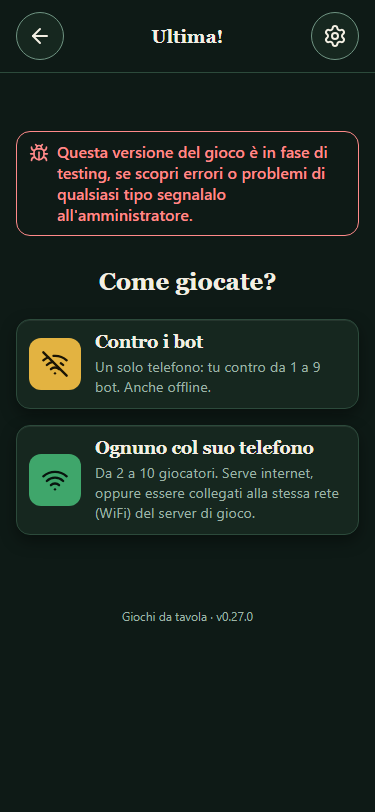 Ultima!
Questa versione del gioco è in fase di
testing, se scopri errori o problemi di
qualsiasi tipo segnalalo
all'amministratore.
Come giocate?
Contro i bot
Un solo telefono: tu contro da 1 a 9
bot. Anche offline.
Ognuno col suo telefono
Da 2 a 10 giocatori. Serve internet,
oppure essere collegati alla stessa rete
(WiFi) del server di gioco.
Giochi da tavola · v0.27.0